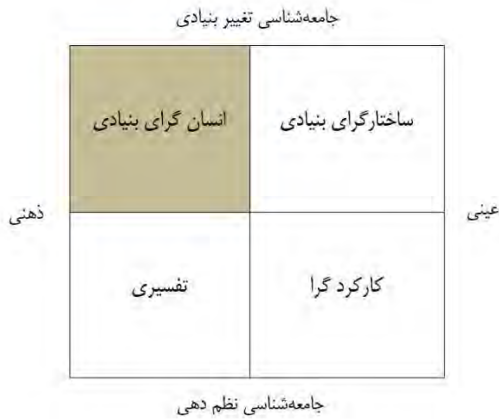 جامعه‌شناسی تغییر بنیادی
ساختارگرای بنیادی
انسان گرای بنیادی
عینی
ذهنی
کارکرد گرا
تفسیری
جامعه‌شناسی نظم دهی